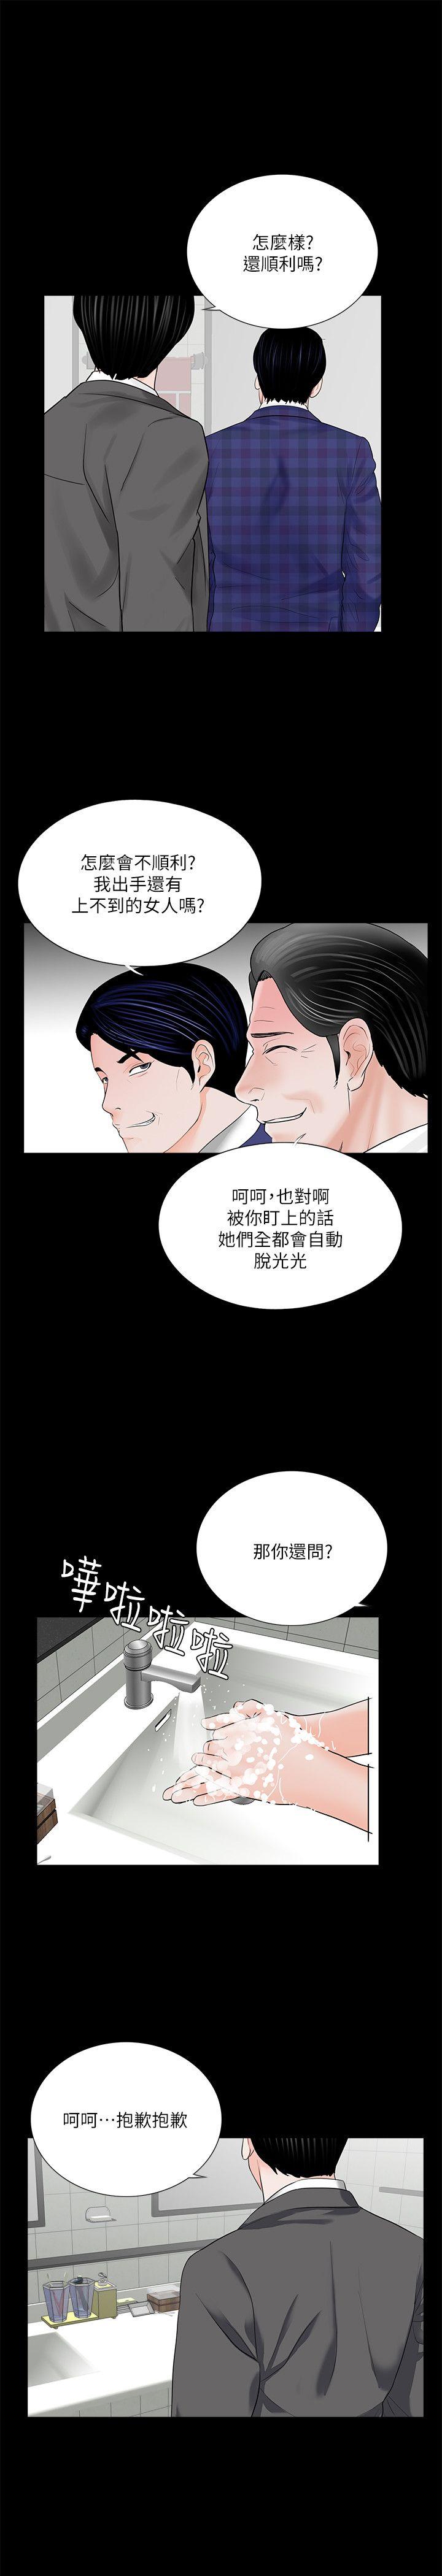 怎麼樣?
還順利嗎?
怎麼會不順利?
我出手還有
上不到的女人嗎?
呵呵，也對啊
被你盯上的話
她們全都會自動
脫光光
那你還問?
嘩啦啦啦
呵呵…抱歉抱歉